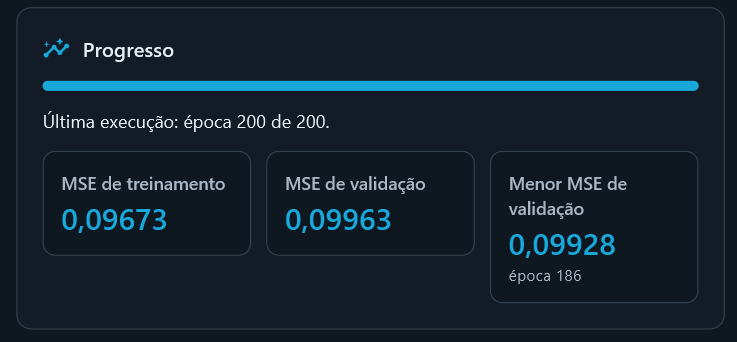 Progresso
Última execução: época 200 de 200.
MSE de treinamento
0,09673
MSE de validação
0,09963
Menor MSE de
validação
0,09928
época 186